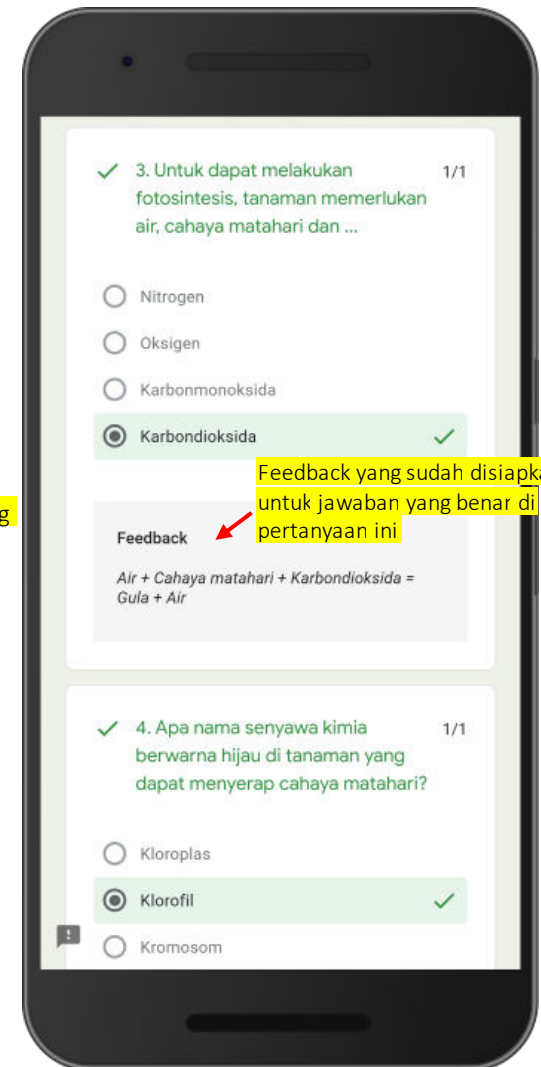 3. Untuk dapat melakukan 1/1
fotosintesis, tanaman memerlukan
air, cahaya matahari dan ...
Nitrogen
Oksigen
Karbonmonoksida
Karbondioksida
Feedback yang sudah disiapka
untuk jawaban yang benar di
pertanyaan ini
g
Feedback
Air + Cahaya matahari + Karbondioksida =
Gula + Air
4. Apa nama senyawa kimia 1/1
berwarna hijau di tanaman yang
dapat menyerap cahaya matahari?
Kloroplas
Klorofil
Kromosom